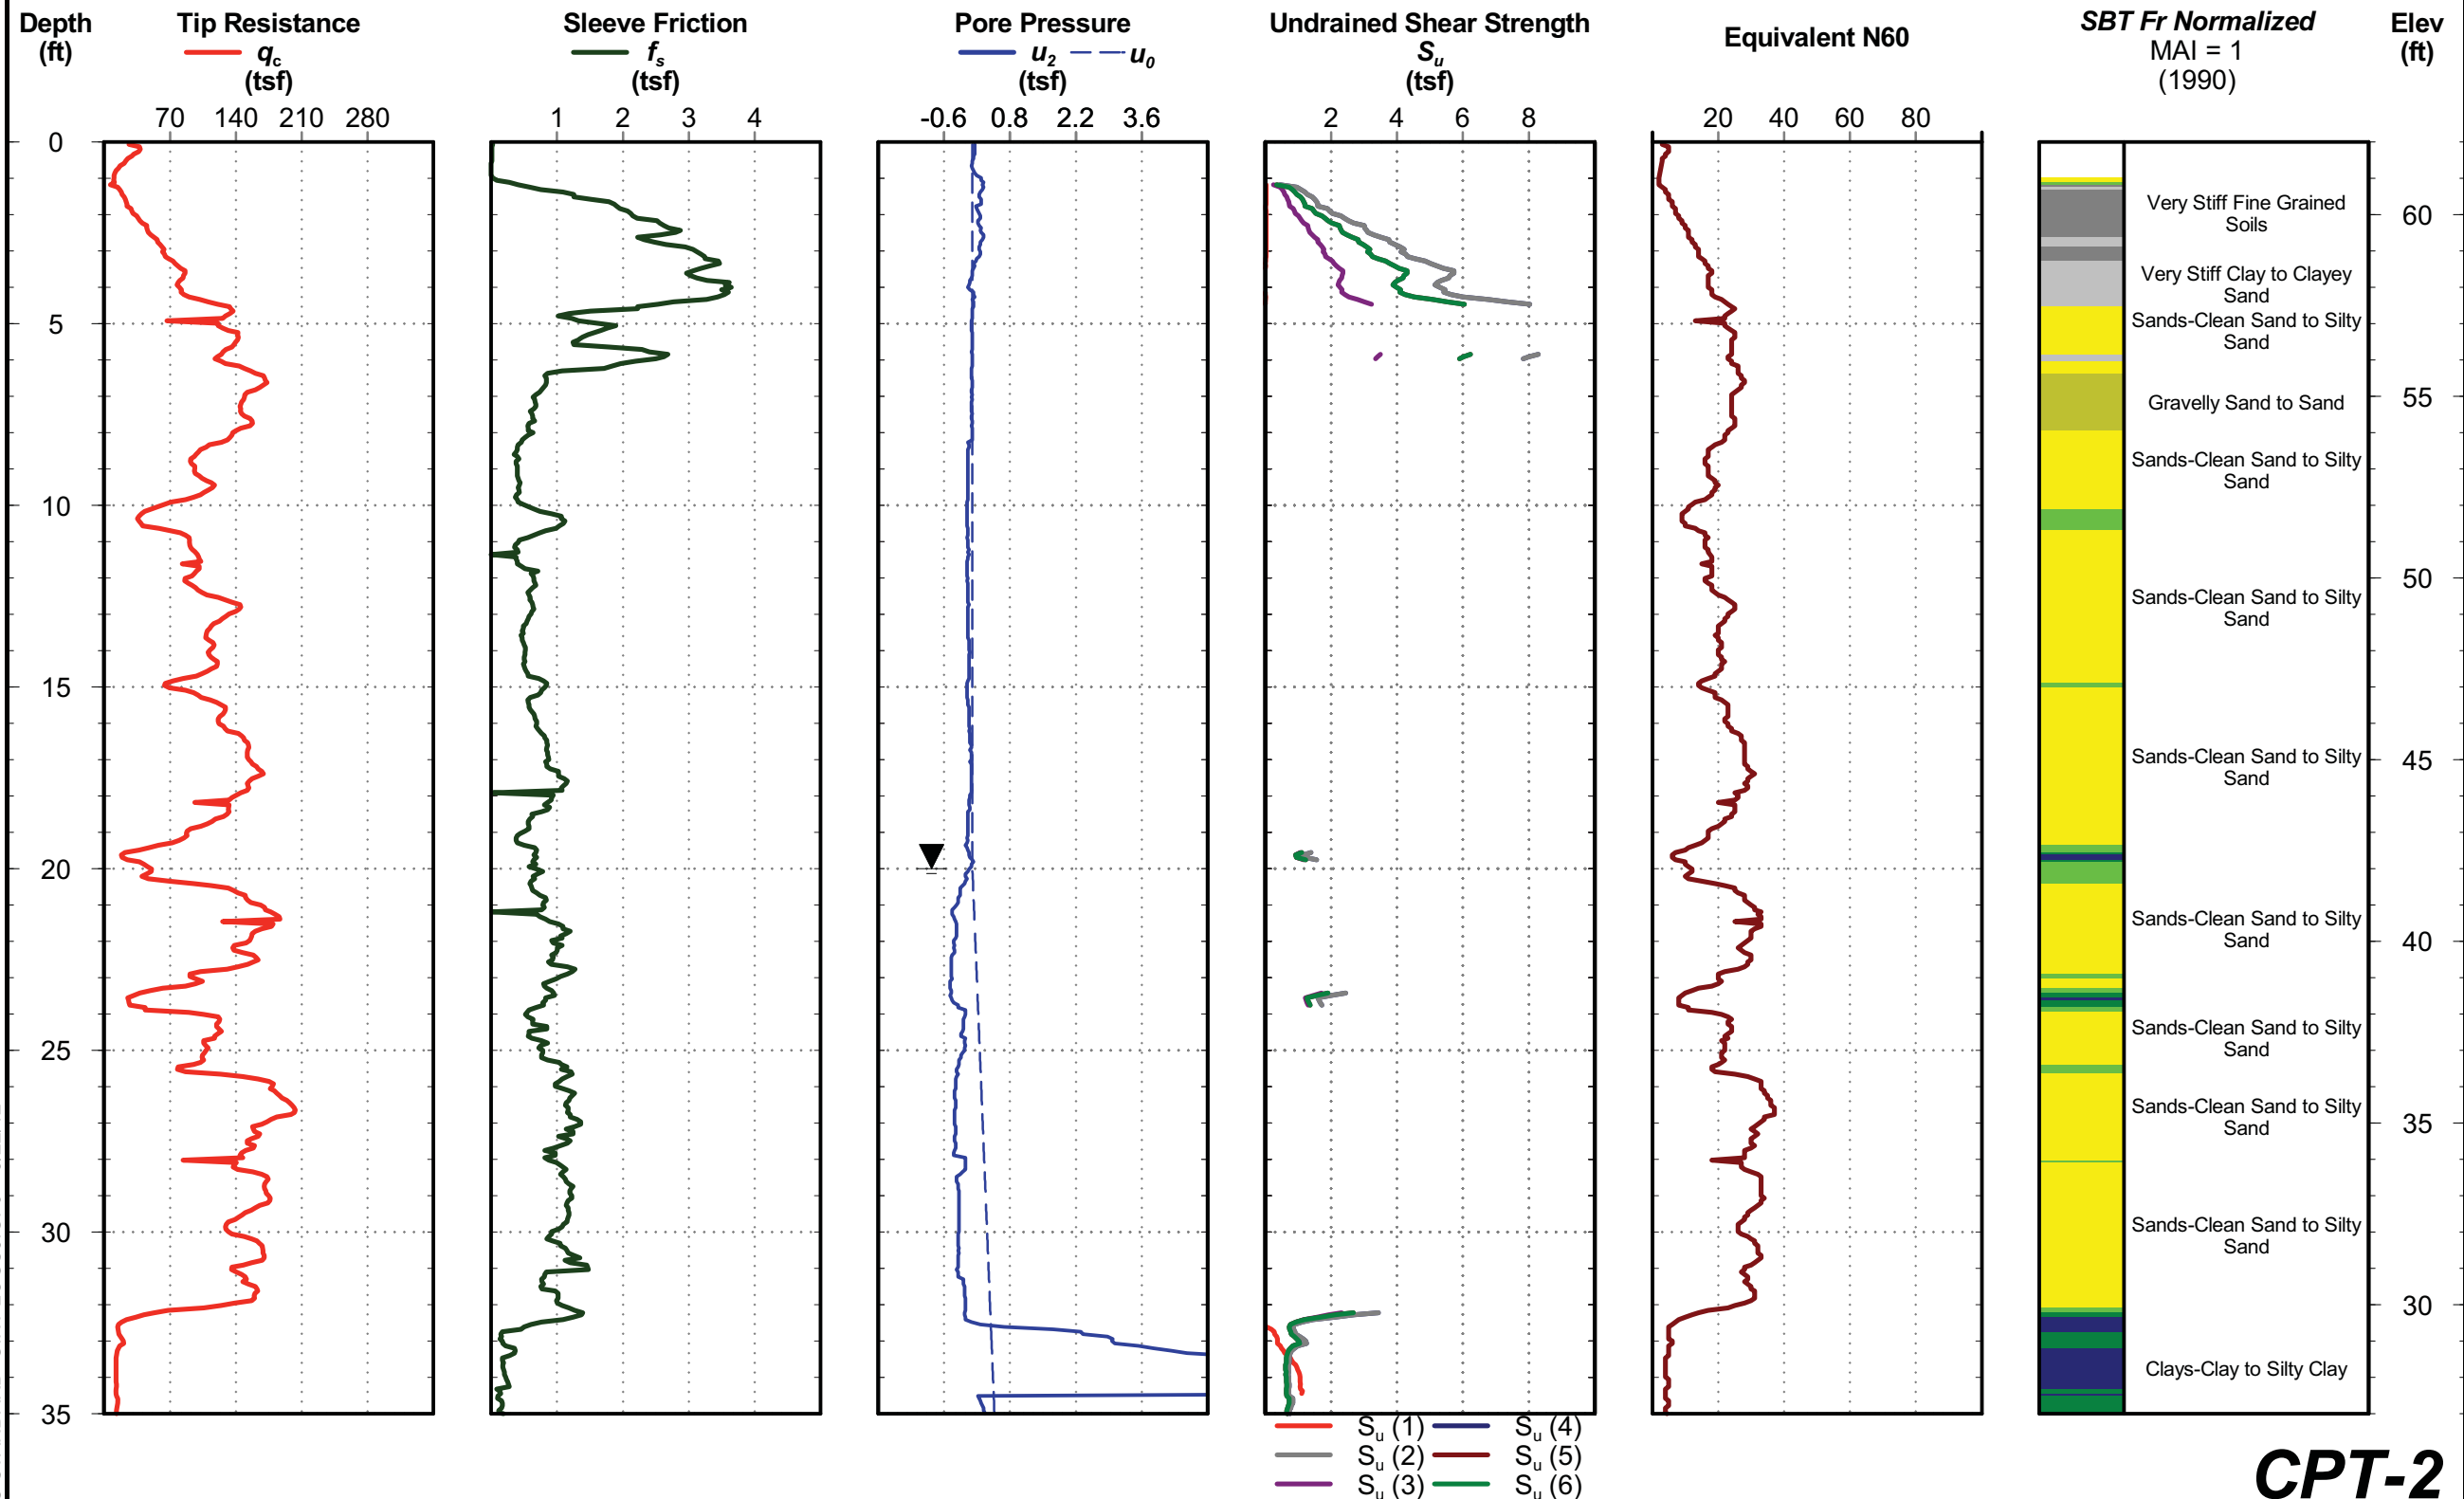 Depth
(ft)
Tip Resistance
qc
(tsf)
Sleeve Friction
fs
(tsf)
Pore Pressure
u2 u0
(tsf)
Undrained Shear Strength
Su
(tsf)
Equivalent N60
SBT Fr Normalized
MAI = 1
(1990)
Elev
(ft)
70 140 210 280
1 2 3 4
-0.6 0.8 2.2 3.6
2 4 6 8
20 40 60 80
0
5
10
15
20
25
30
35
Very Stiff Fine Grained
Soils
Very Stiff Clay to Clayey
Sand
Sands-Clean Sand to Silty
Sand
Gravelly Sand to Sand
Sands-Clean Sand to Silty
Sand
Sands-Clean Sand to Silty
Sand
Sands-Clean Sand to Silty
Sand
Sands-Clean Sand to Silty
Sand
Sands-Clean Sand to Silty
Sand
Sands-Clean Sand to Silty
Sand
Sands-Clean Sand to Silty
Sand
Clays-Clay to Silty Clay
60
55
50
45
40
35
30
Su (1) Su (4)
Su (2) Su (5)
Su (3) Su (6)
CPT-2